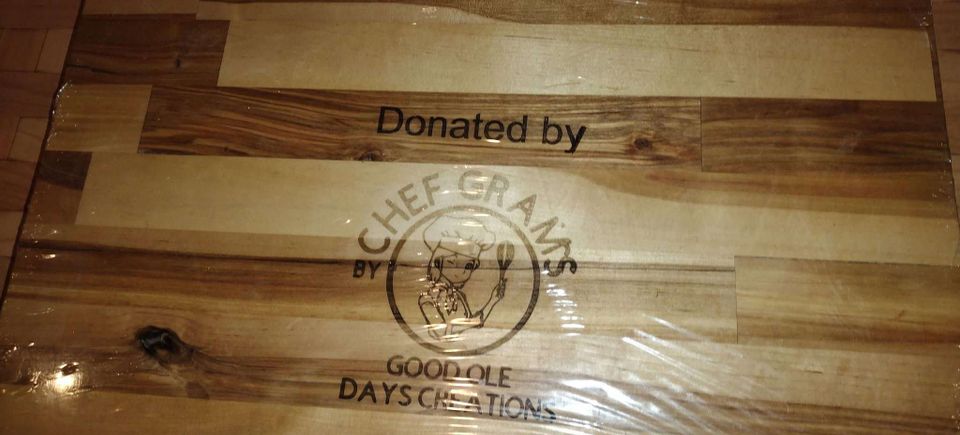 Donated by
CHEF GRAMS
BY
GOOD OLE
DAYS CREATIONS